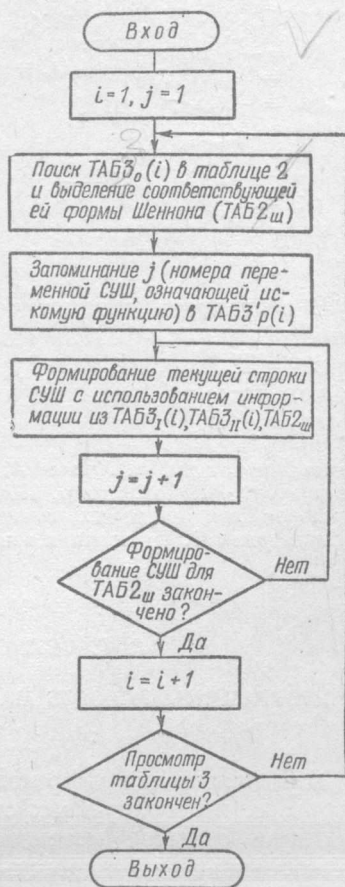 Вход
i=1, j=1
Поиск ТАБ3₀(i) в таблице 2
и выделение соответствующей
ей формы Шеннона (ТАБ2ш)
Запоминание j (номера пере-
менной СУШ, означающей ис-
комую функцию) в ТАБ3'р(i)
Формирование текущей строки
СУШ с использованием инфор-
мации из ТАБ3I(i), ТАБ3II(i), ТАБ2ш
j=j+1
Формиро-
вание СУШ для
ТАБ2ш закон-
чено?
Нет
Да
i=i+1
Просмотр
таблицы 3
закончен?
Нет
Да
Выход